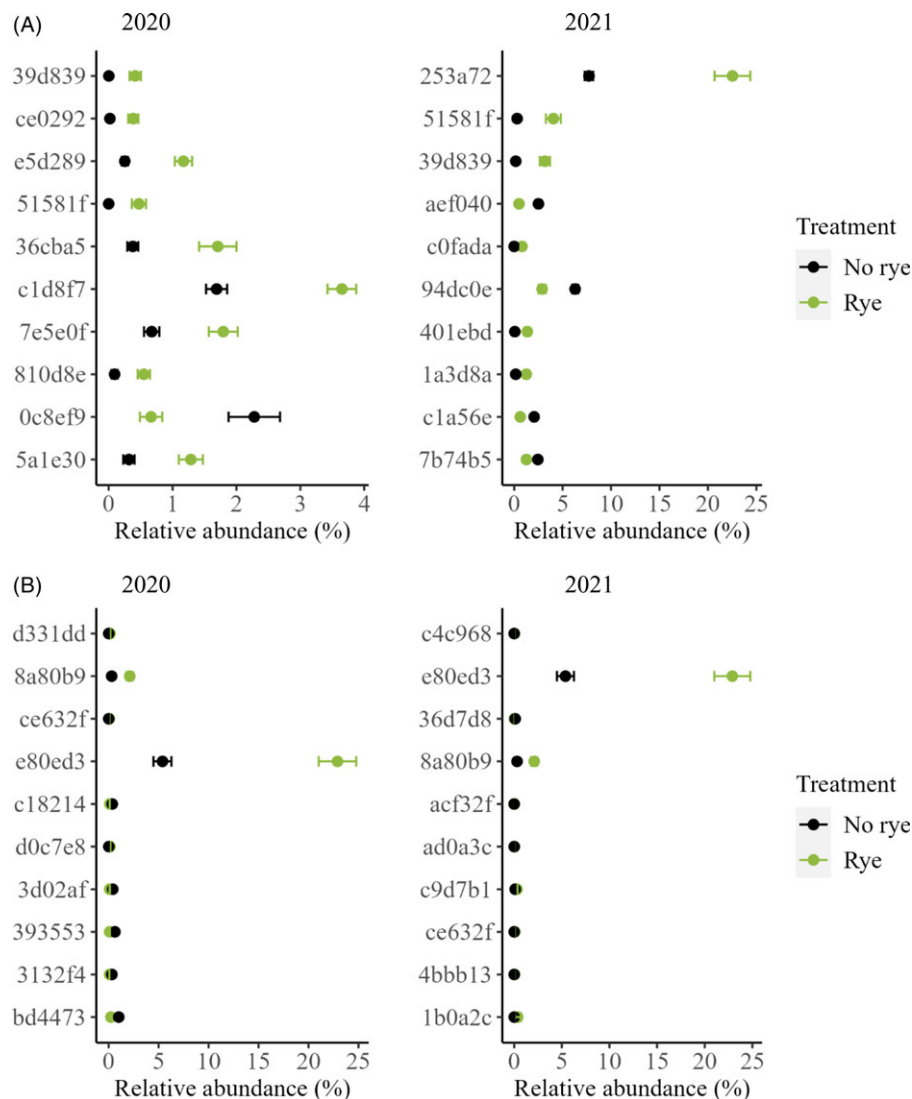 (A)
2020
2021
39d839
ce0292
e5d289
51581f
36cba5
c1d8f7
7e5e0f
810d8e
0c8ef9
5a1e30
0 1 2 3 4
Relative abundance (%)
253a72
51581f
39d839
aef040
c0fada
94dc0e
401ebd
1a3d8a
c1a56e
7b74b5
0 5 10 15 20 25
Relative abundance (%)
Treatment
No rye
Rye
(B)
2020
2021
d331dd
8a80b9
ce632f
e80ed3
c18214
d0c7e8
3d02af
393553
3132f4
bd4473
0 5 10 15 20 25
Relative abundance (%)
c4c968
e80ed3
36d7d8
8a80b9
acf32f
ad0a3c
c9d7b1
ce632f
4bbb13
1b0a2c
0 5 10 15 20 25
Relative abundance (%)
Treatment
No rye
Rye